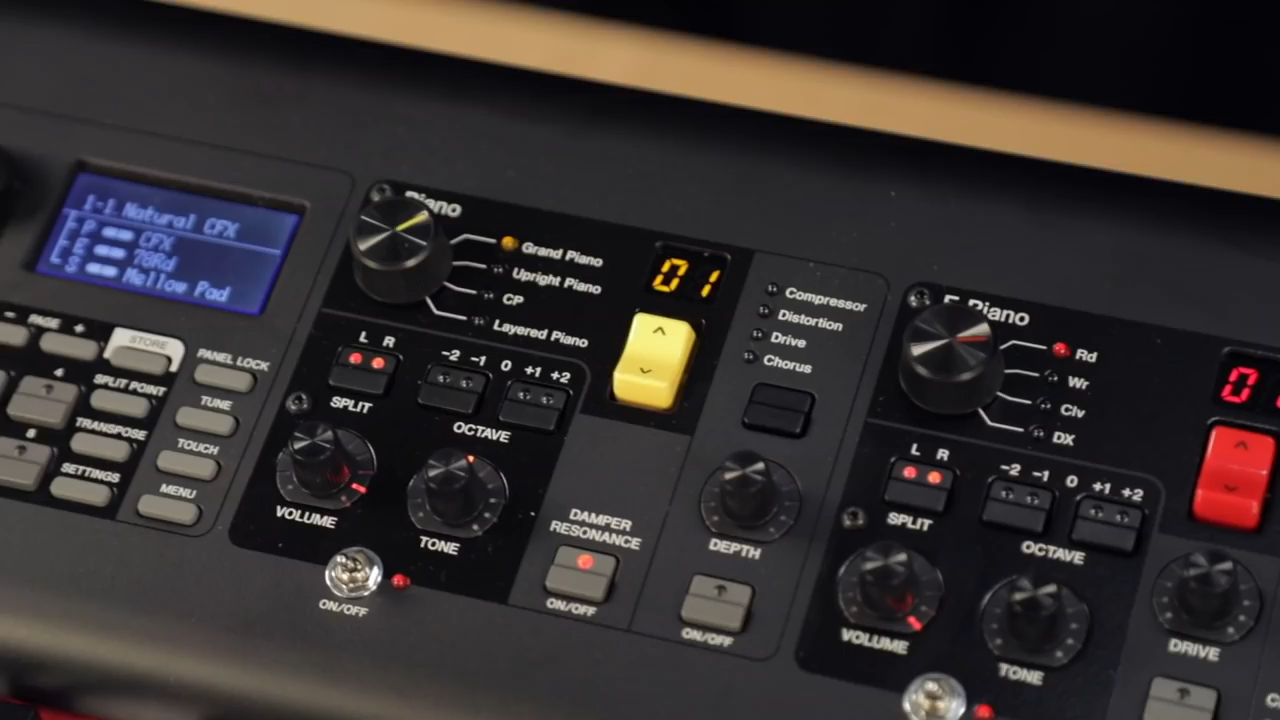 1-1 Natural CFX
P CFX
E 78Rd
S Mellow Pad
- PAGE +
STORE
PANEL LOCK
4
SPLIT POINT
TUNE
TRANSPOSE
TOUCH
SETTINGS
MENU
Piano
Grand Piano
Upright Piano
CP
Layered Piano
01
L R
SPLIT
-2 -1 0 +1 +2
OCTAVE
VOLUME
TONE
ON/OFF
DAMPER
RESONANCE
ON/OFF
Compressor
Distortion
Drive
Chorus
DEPTH
ON/OFF
E.Piano
Rd
Wr
Clv
DX
0
L R
SPLIT
-2 -1 0 +1 +2
OCTAVE
VOLUME
TONE
DRIVE